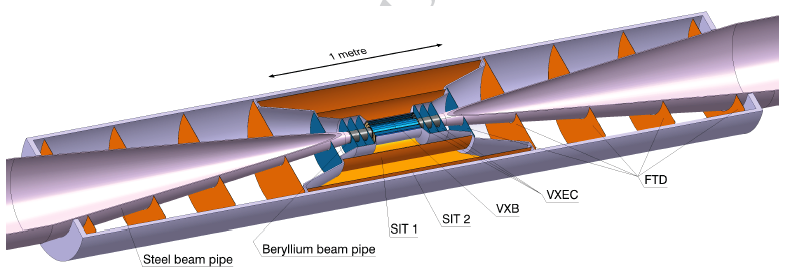 1 metre
FTD
VXEC
VXB
SIT 2
SIT 1
Beryllium beam pipe
Steel beam pipe